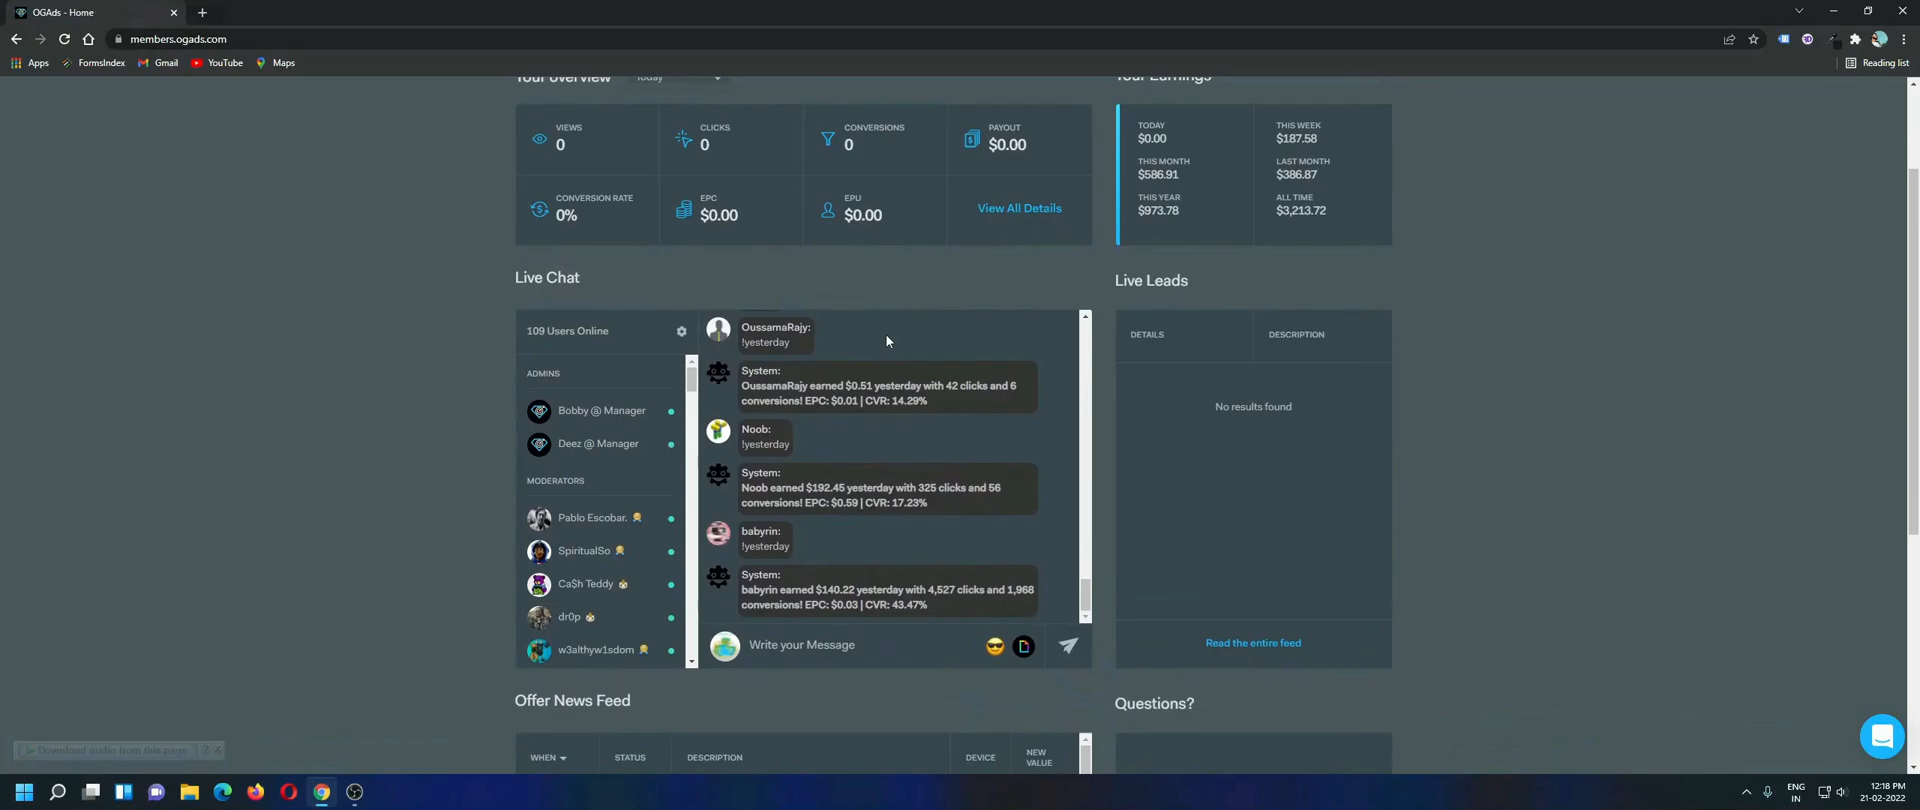 OGAds - Home
members.ogads.com
Apps FormsIndex Gmail YouTube Maps Reading list
Your Overview Today
Your Earnings
VIEWS
0
CLICKS
0
CONVERSIONS
0
PAYOUT
$0.00
CONVERSION RATE
0%
EPC
$0.00
EPU
$0.00
View All Details
TODAY
$0.00
THIS WEEK
$187.58
THIS MONTH
$586.91
LAST MONTH
$386.87
THIS YEAR
$973.78
ALL TIME
$3,213.72
Live Chat
109 Users Online
ADMINS
Bobby @ Manager
Deez @ Manager
MODERATORS
Pablo Escobar.
SpiritualSo
Ca$h Teddy
dr0p
w3althyw1sdom
OussamaRajy:
!yesterday
System:
OussamaRajy earned $0.51 yesterday with 42 clicks and 6
conversions! EPC: $0.01 | CVR: 14.29%
Noob:
!yesterday
System:
Noob earned $192.45 yesterday with 325 clicks and 56
conversions! EPC: $0.59 | CVR: 17.23%
babyrin:
!yesterday
System:
babyrin earned $140.22 yesterday with 4,527 clicks and 1,968
conversions! EPC: $0.03 | CVR: 43.47%
Write your Message
Live Leads
DETAILS DESCRIPTION
No results found
Read the entire feed
Offer News Feed
WHEN STATUS DESCRIPTION DEVICE NEW
VALUE
Questions?
Download audio from this page ? X
ENG
IN
12:18 PM
21-02-2022